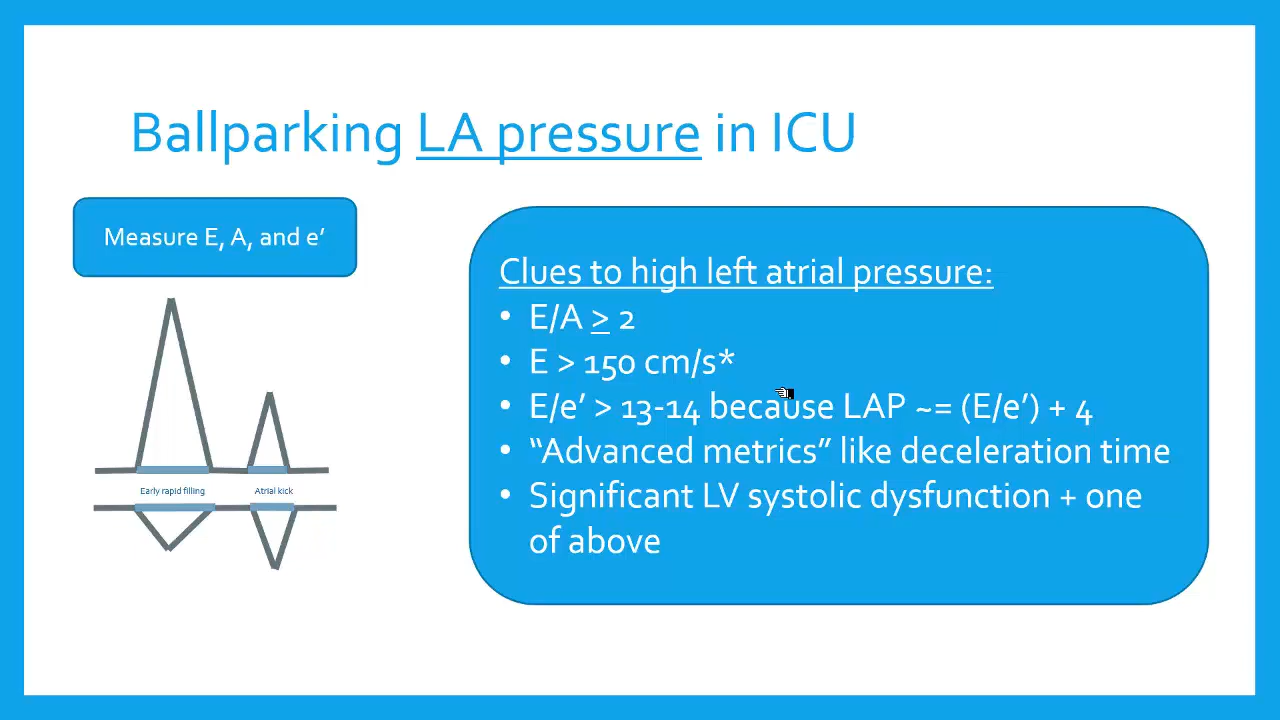 Ballparking LA pressure in ICU
Measure E, A, and e’
Early rapid filling
Atrial kick
Clues to high left atrial pressure:
• E/A > 2
• E > 150 cm/s*
• E/e’ > 13-14 because LAP ~= (E/e’) + 4
• “Advanced metrics” like deceleration time
• Significant LV systolic dysfunction + one
of above